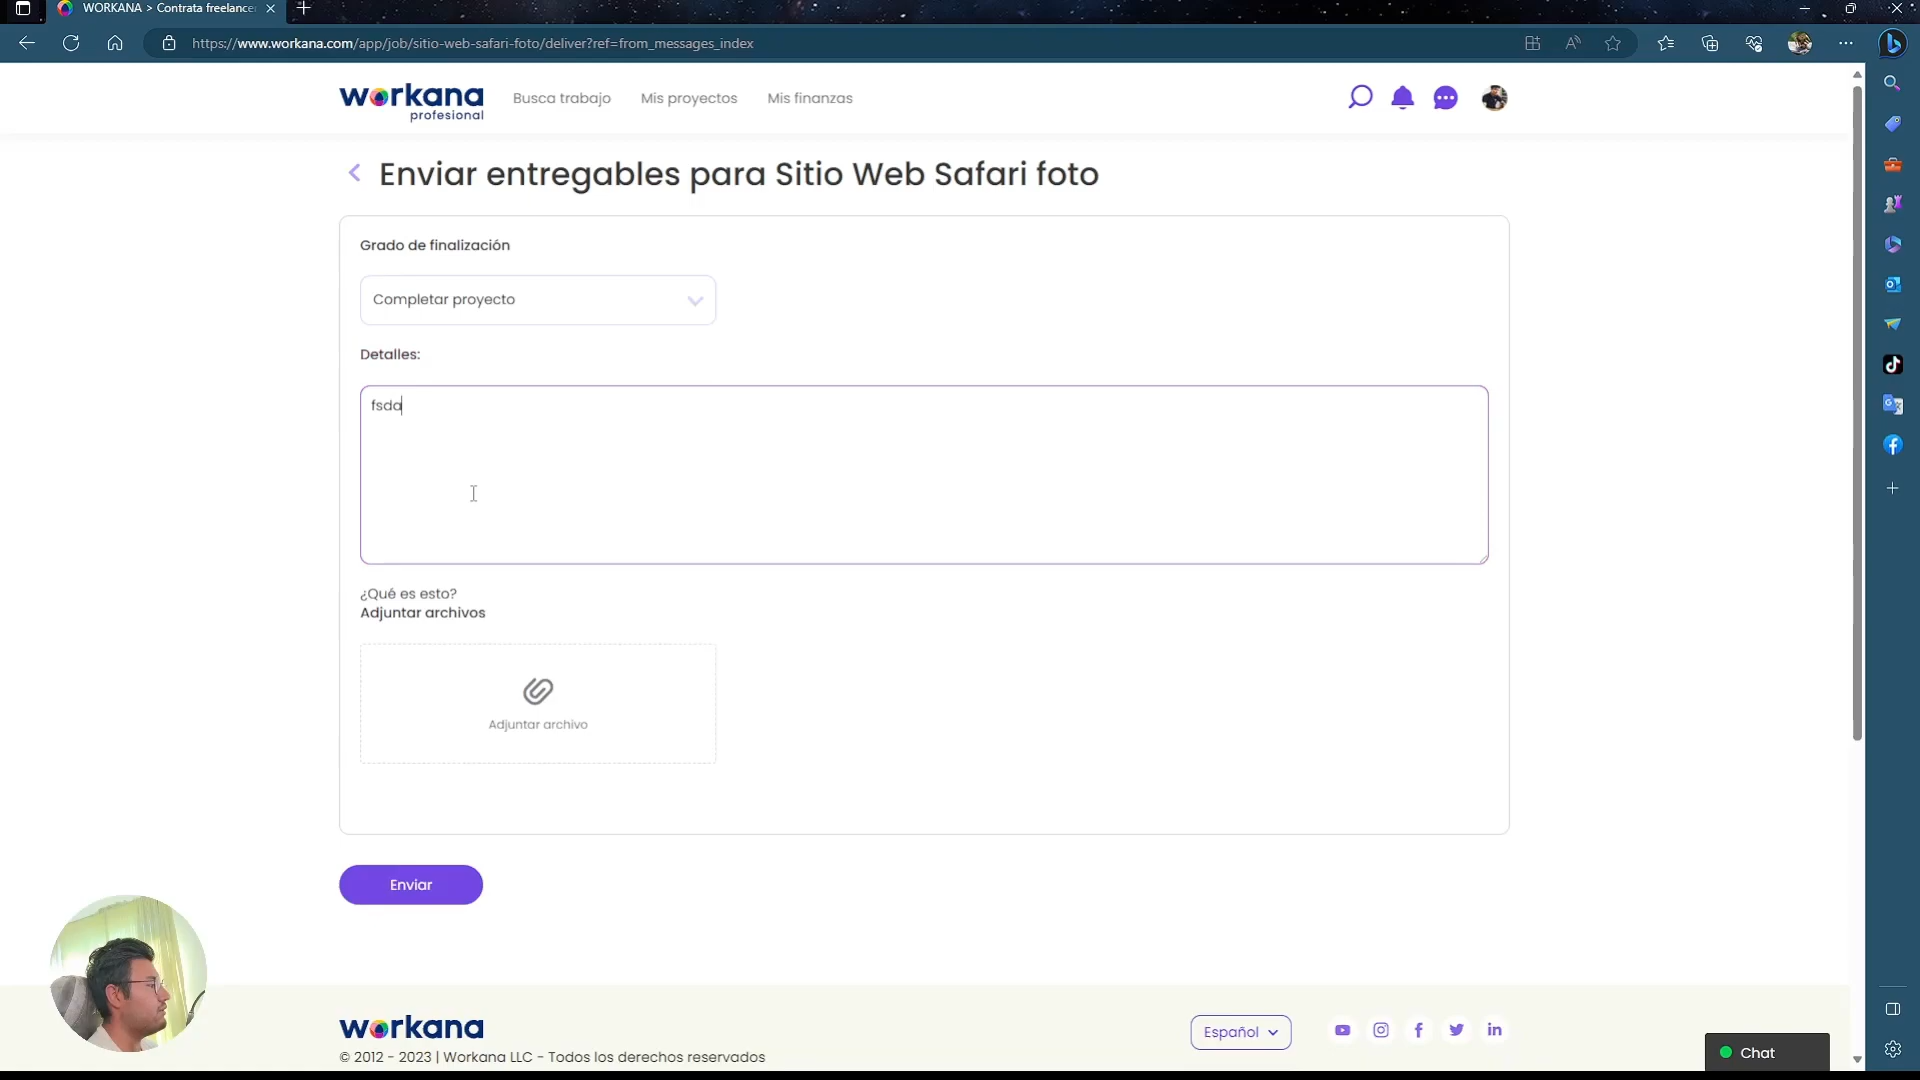 WORKANA > Contrata freelance
https://www.workana.com/app/job/sitio-web-safari-foto/deliver?ref=from_messages_index
workana
profesional
Busca trabajo
Mis proyectos
Mis finanzas
Enviar entregables para Sitio Web Safari foto
Grado de finalización
Completar proyecto
Detalles:
fsda
¿Qué es esto?
Adjuntar archivos
Adjuntar archivo
Enviar
workana
Español
© 2012 - 2023 | Workana LLC - Todos los derechos reservados
Chat